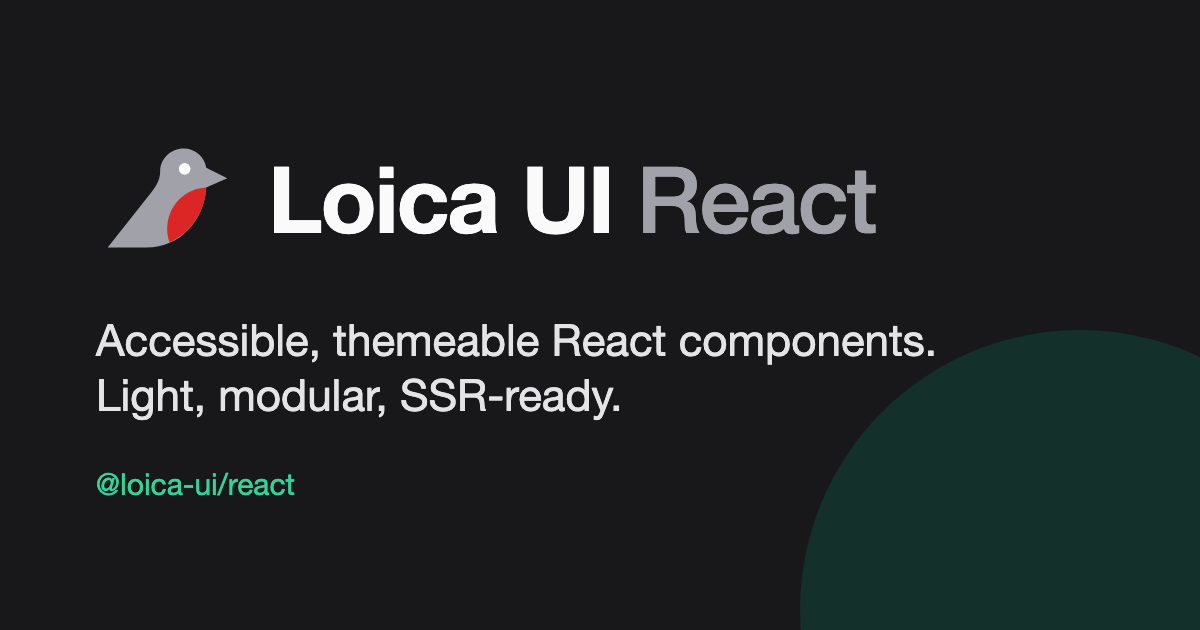 Loica UI React
Accessible, themeable React components.
Light, modular, SSR-ready.
@loica-ui/react